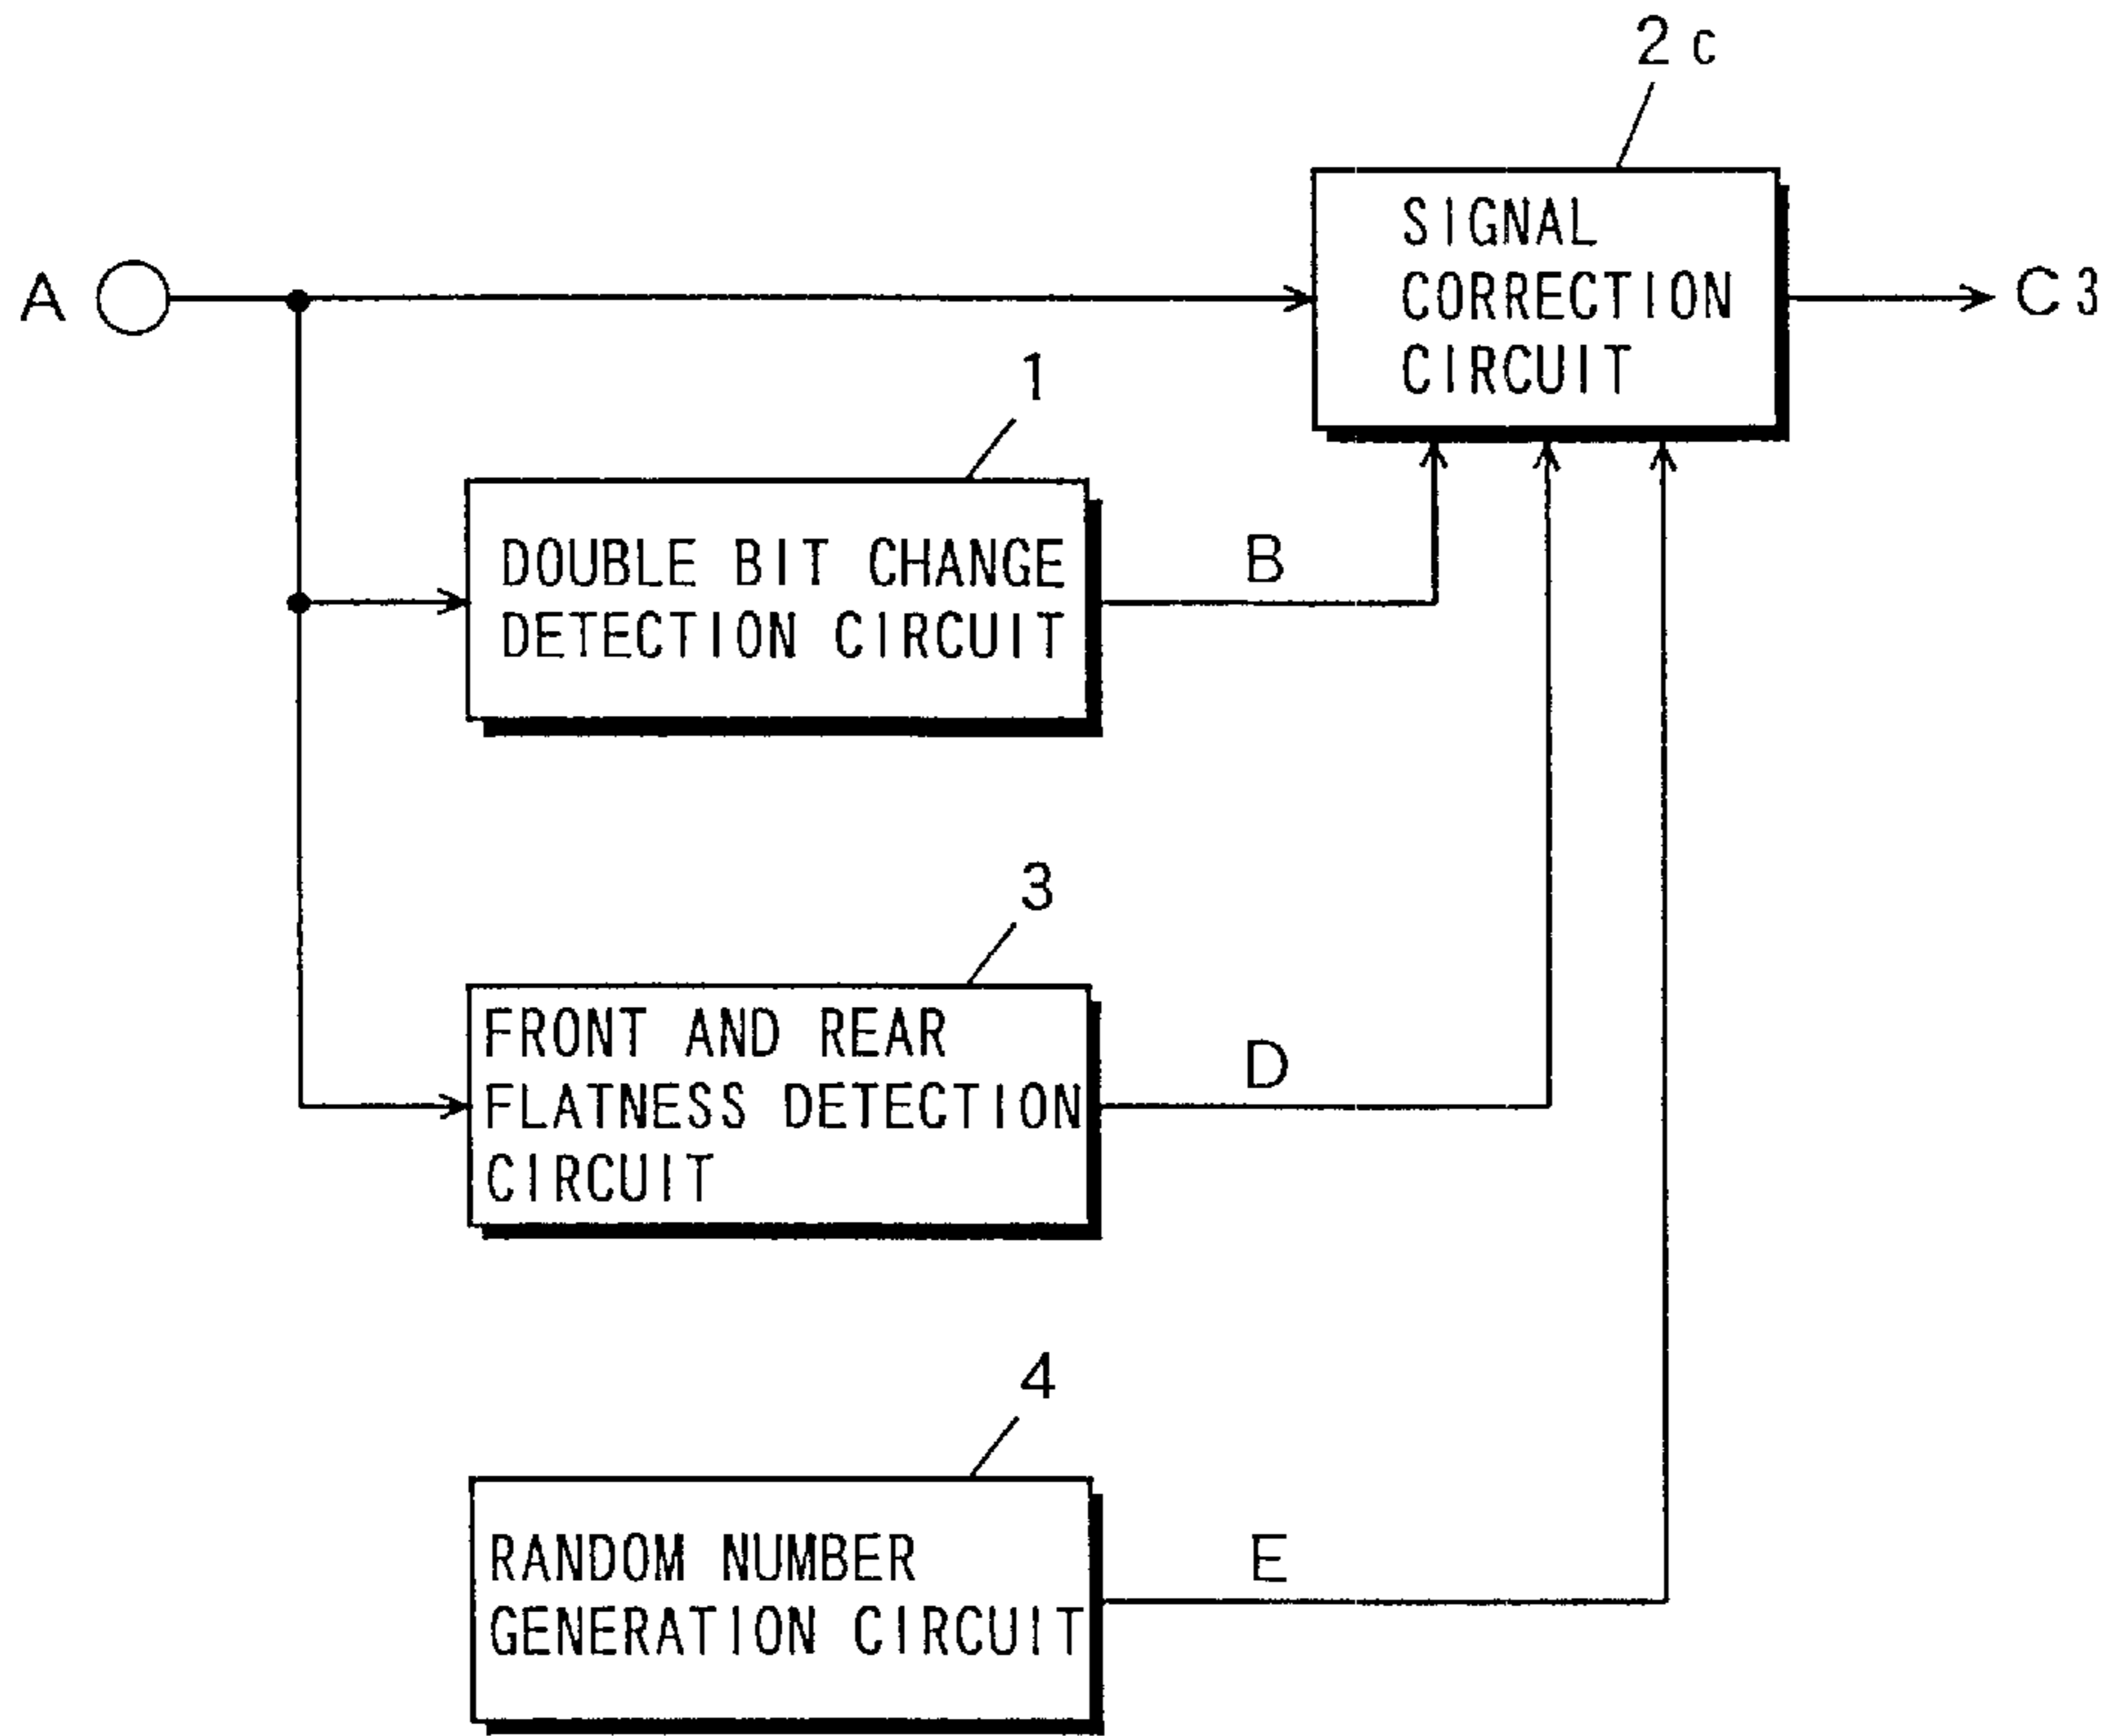 2c
SIGNAL
CORRECTION
CIRCUIT
A
C3
1
DOUBLE BIT CHANGE
DETECTION CIRCUIT
B
3
FRONT AND REAR
FLATNESS DETECTION
CIRCUIT
D
4
RANDOM NUMBER
GENERATION CIRCUIT
E